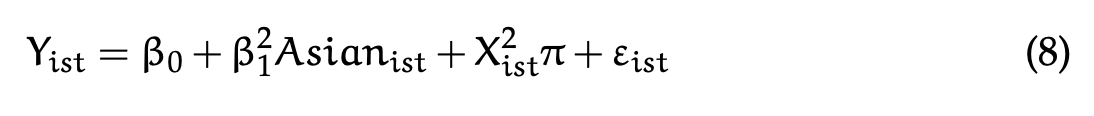 Y_{ist} = β_0 + β_1^2 Asian_{ist} + X_{ist}^2 π + ε_{ist} (8)